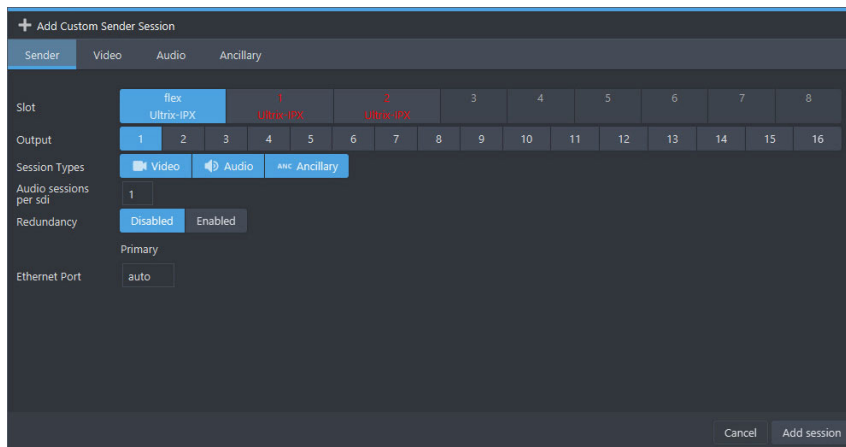 Add Custom Sender Session
Sender Video Audio Ancillary
Slot
flex
Ultrix-IPX
1
Ultrix-IPX
2
Ultrix-IPX
3 4 5 6 7 8
Output 1 2 3 4 5 6 7 8 9 10 11 12 13 14 15 16
Session Types Video Audio ANC Ancillary
Audio sessions
per sdi
1
Redundancy Disabled Enabled
Primary
Ethernet Port auto
Cancel Add session